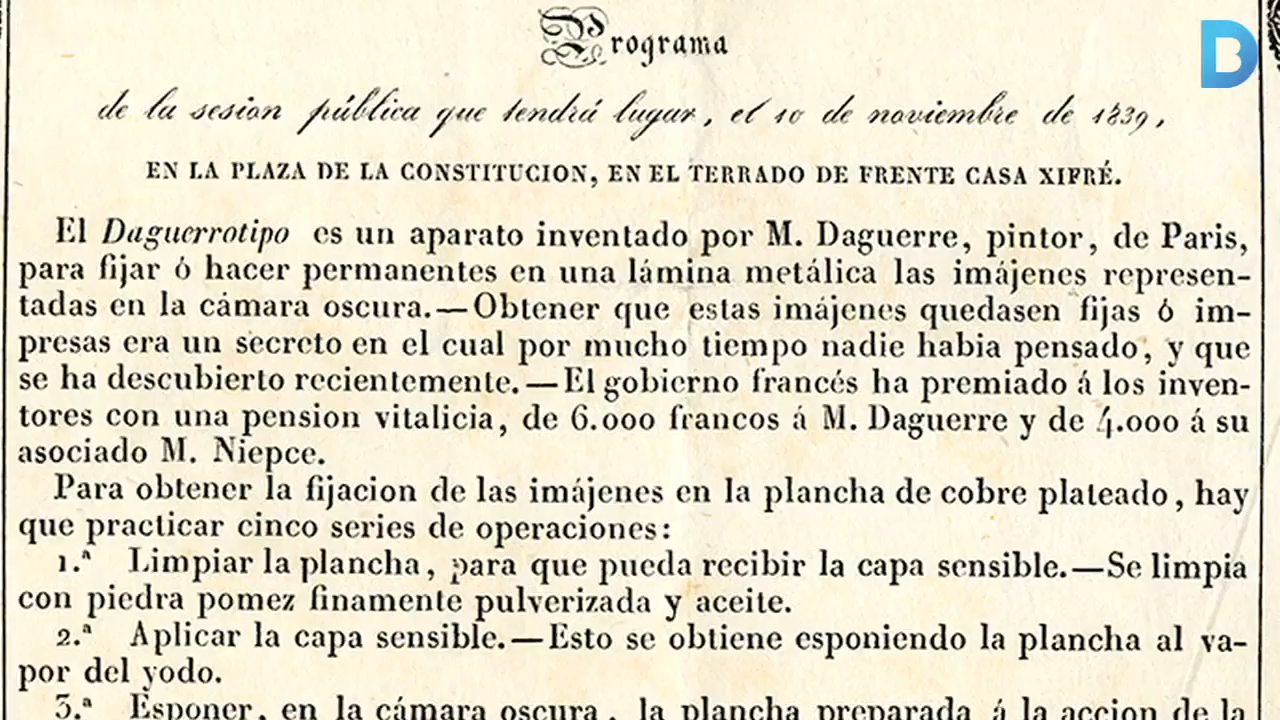 Programa
de la sesion pública que tendrá lugar, el 10 de noviembre de 1839,
EN LA PLAZA DE LA CONSTITUCION, EN EL TERRADO DE FRENTE CASA XIFRÉ.
El Daguerrotipo es un aparato inventado por M. Daguerre, pintor, de Paris,
para fijar ó hacer permanentes en una lámina metálica las imájenes represen-
tadas en la cámara oscura.—Obtener que estas imájenes quedasen fijas ó im-
presas era un secreto en el cual por mucho tiempo nadie habia pensado, y que
se ha descubierto recientemente.—El gobierno francés ha premiado á los inven-
tores con una pension vitalicia, de 6.000 francos á M. Daguerre y de 4.000 á su
asociado M. Niepce.
Para obtener la fijacion de las imájenes en la plancha de cobre plateado, hay
que practicar cinco series de operaciones:
1.ª Limpiar la plancha, para que pueda recibir la capa sensible.—Se limpia
con piedra pomez finamente pulverizada y aceite.
2.ª Aplicar la capa sensible.—Esto se obtiene esponiendo la plancha al va-
por del yodo.
3.ª Esponer, en la cámara oscura, la plancha preparada á la accion de la
B